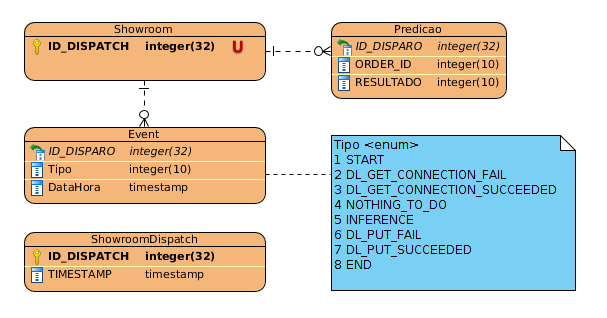 Showroom
ID_DISPATCH integer(32) U
Predicao
ID_DISPARO integer(32)
ORDER_ID integer(10)
RESULTADO integer(10)
Event
ID_DISPARO integer(32)
Tipo integer(10)
DataHora timestamp
Tipo <enum>
1 START
2 DL_GET_CONNECTION_FAIL
3 DL_GET_CONNECTION_SUCCEEDED
4 NOTHING_TO_DO
5 INFERENCE
6 DL_PUT_FAIL
7 DL_PUT_SUCCEEDED
8 END
ShowroomDispatch
ID_DISPATCH integer(32)
TIMESTAMP timestamp